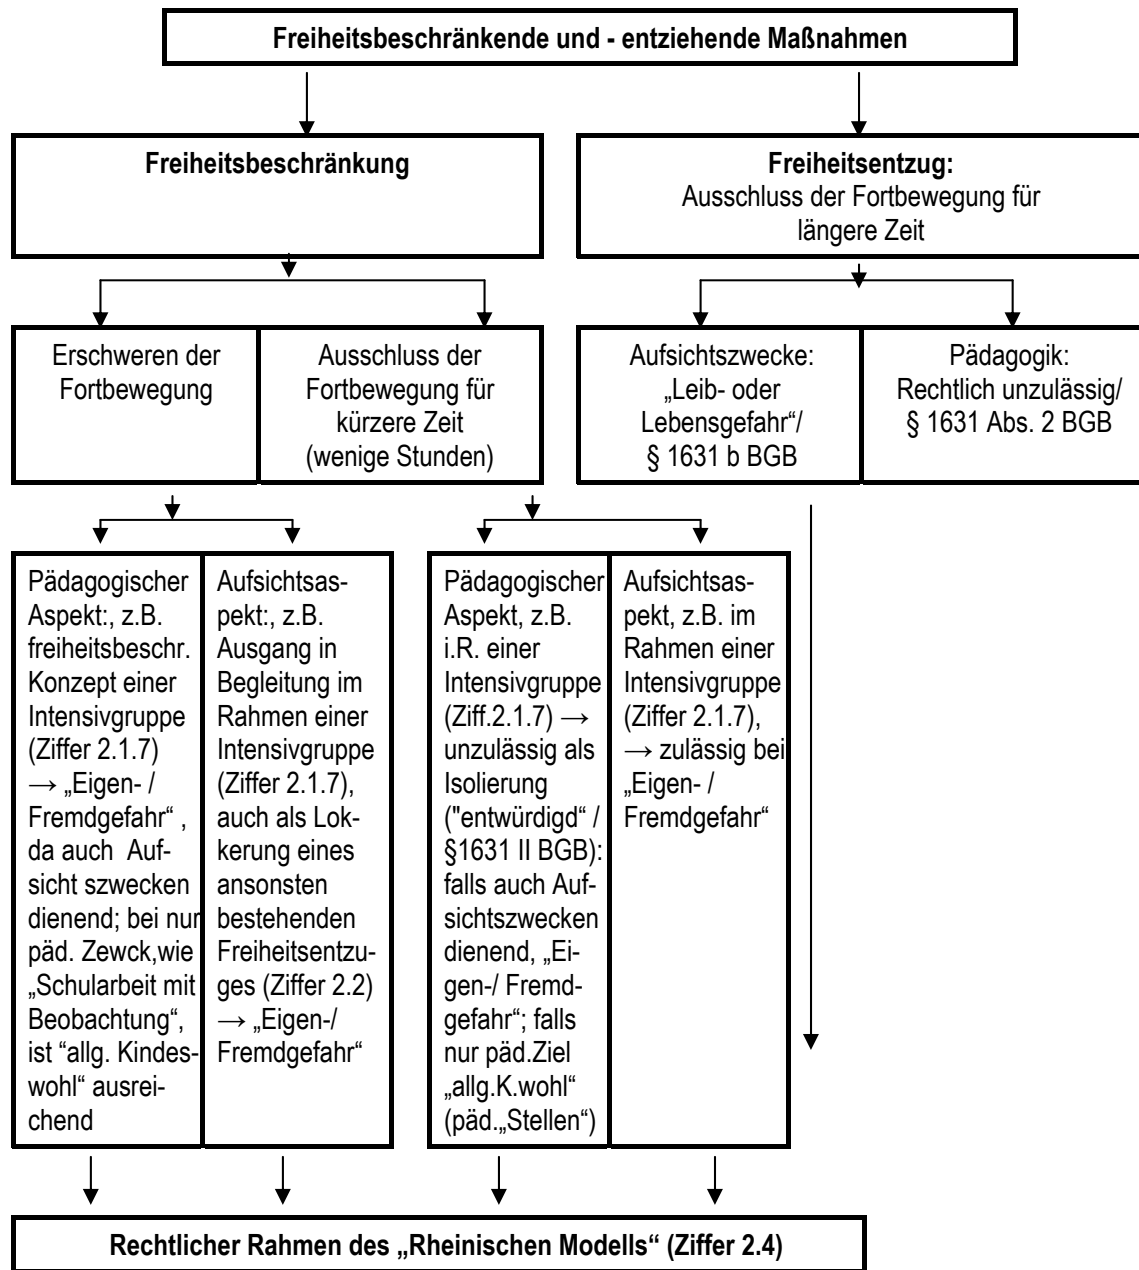 Freiheitsbeschränkende und - entziehende Maßnahmen
Freiheitsbeschränkung
Freiheitsentzug:
Ausschluss der Fortbewegung für
längere Zeit
Erschweren der
Fortbewegung
Ausschluss der
Fortbewegung für
kürzere Zeit
(wenige Stunden)
Aufsichtszwecke:
„Leib- oder
Lebensgefahr“/
§ 1631 b BGB
Pädagogik:
Rechtlich unzulässig/
§ 1631 Abs. 2 BGB
Pädagogischer
Aspekt:, z.B.
freiheitsbeschr.
Konzept einer
Intensivgruppe
(Ziffer 2.1.7)
→ „Eigen- /
Fremdgefahr“ ,
da auch Auf-
sicht szwecken
dienend; bei nur
päd. Zewck,wie
„Schularbeit mit
Beobachtung“,
ist “allg. Kindes-
wohl“ ausrei-
chend
Aufsichtsas-
pekt:, z.B.
Ausgang in
Begleitung im
Rahmen einer
Intensivgruppe
(Ziffer 2.1.7),
auch als Lok-
kerung eines
ansonsten
bestehenden
Freiheitsentzu-
ges (Ziffer 2.2)
→ „Eigen-/
Fremdgefahr“
Pädagogischer
Aspekt, z.B.
i.R. einer
Intensivgruppe
(Ziff.2.1.7) →
unzulässig als
Isolierung
("entwürdigd“ /
§1631 II BGB):
falls auch Auf-
sichtszwecken
dienend, „Ei-
gen-/ Fremd-
gefahr“; falls
nur päd.Ziel
„allg.K.wohl“
(päd.„Stellen“)
Aufsichtsas-
pekt, z.B. im
Rahmen einer
Intensivgruppe
(Ziffer 2.1.7),
→ zulässig bei
„Eigen- /
Fremdgefahr“
Rechtlicher Rahmen des „Rheinischen Modells“ (Ziffer 2.4)